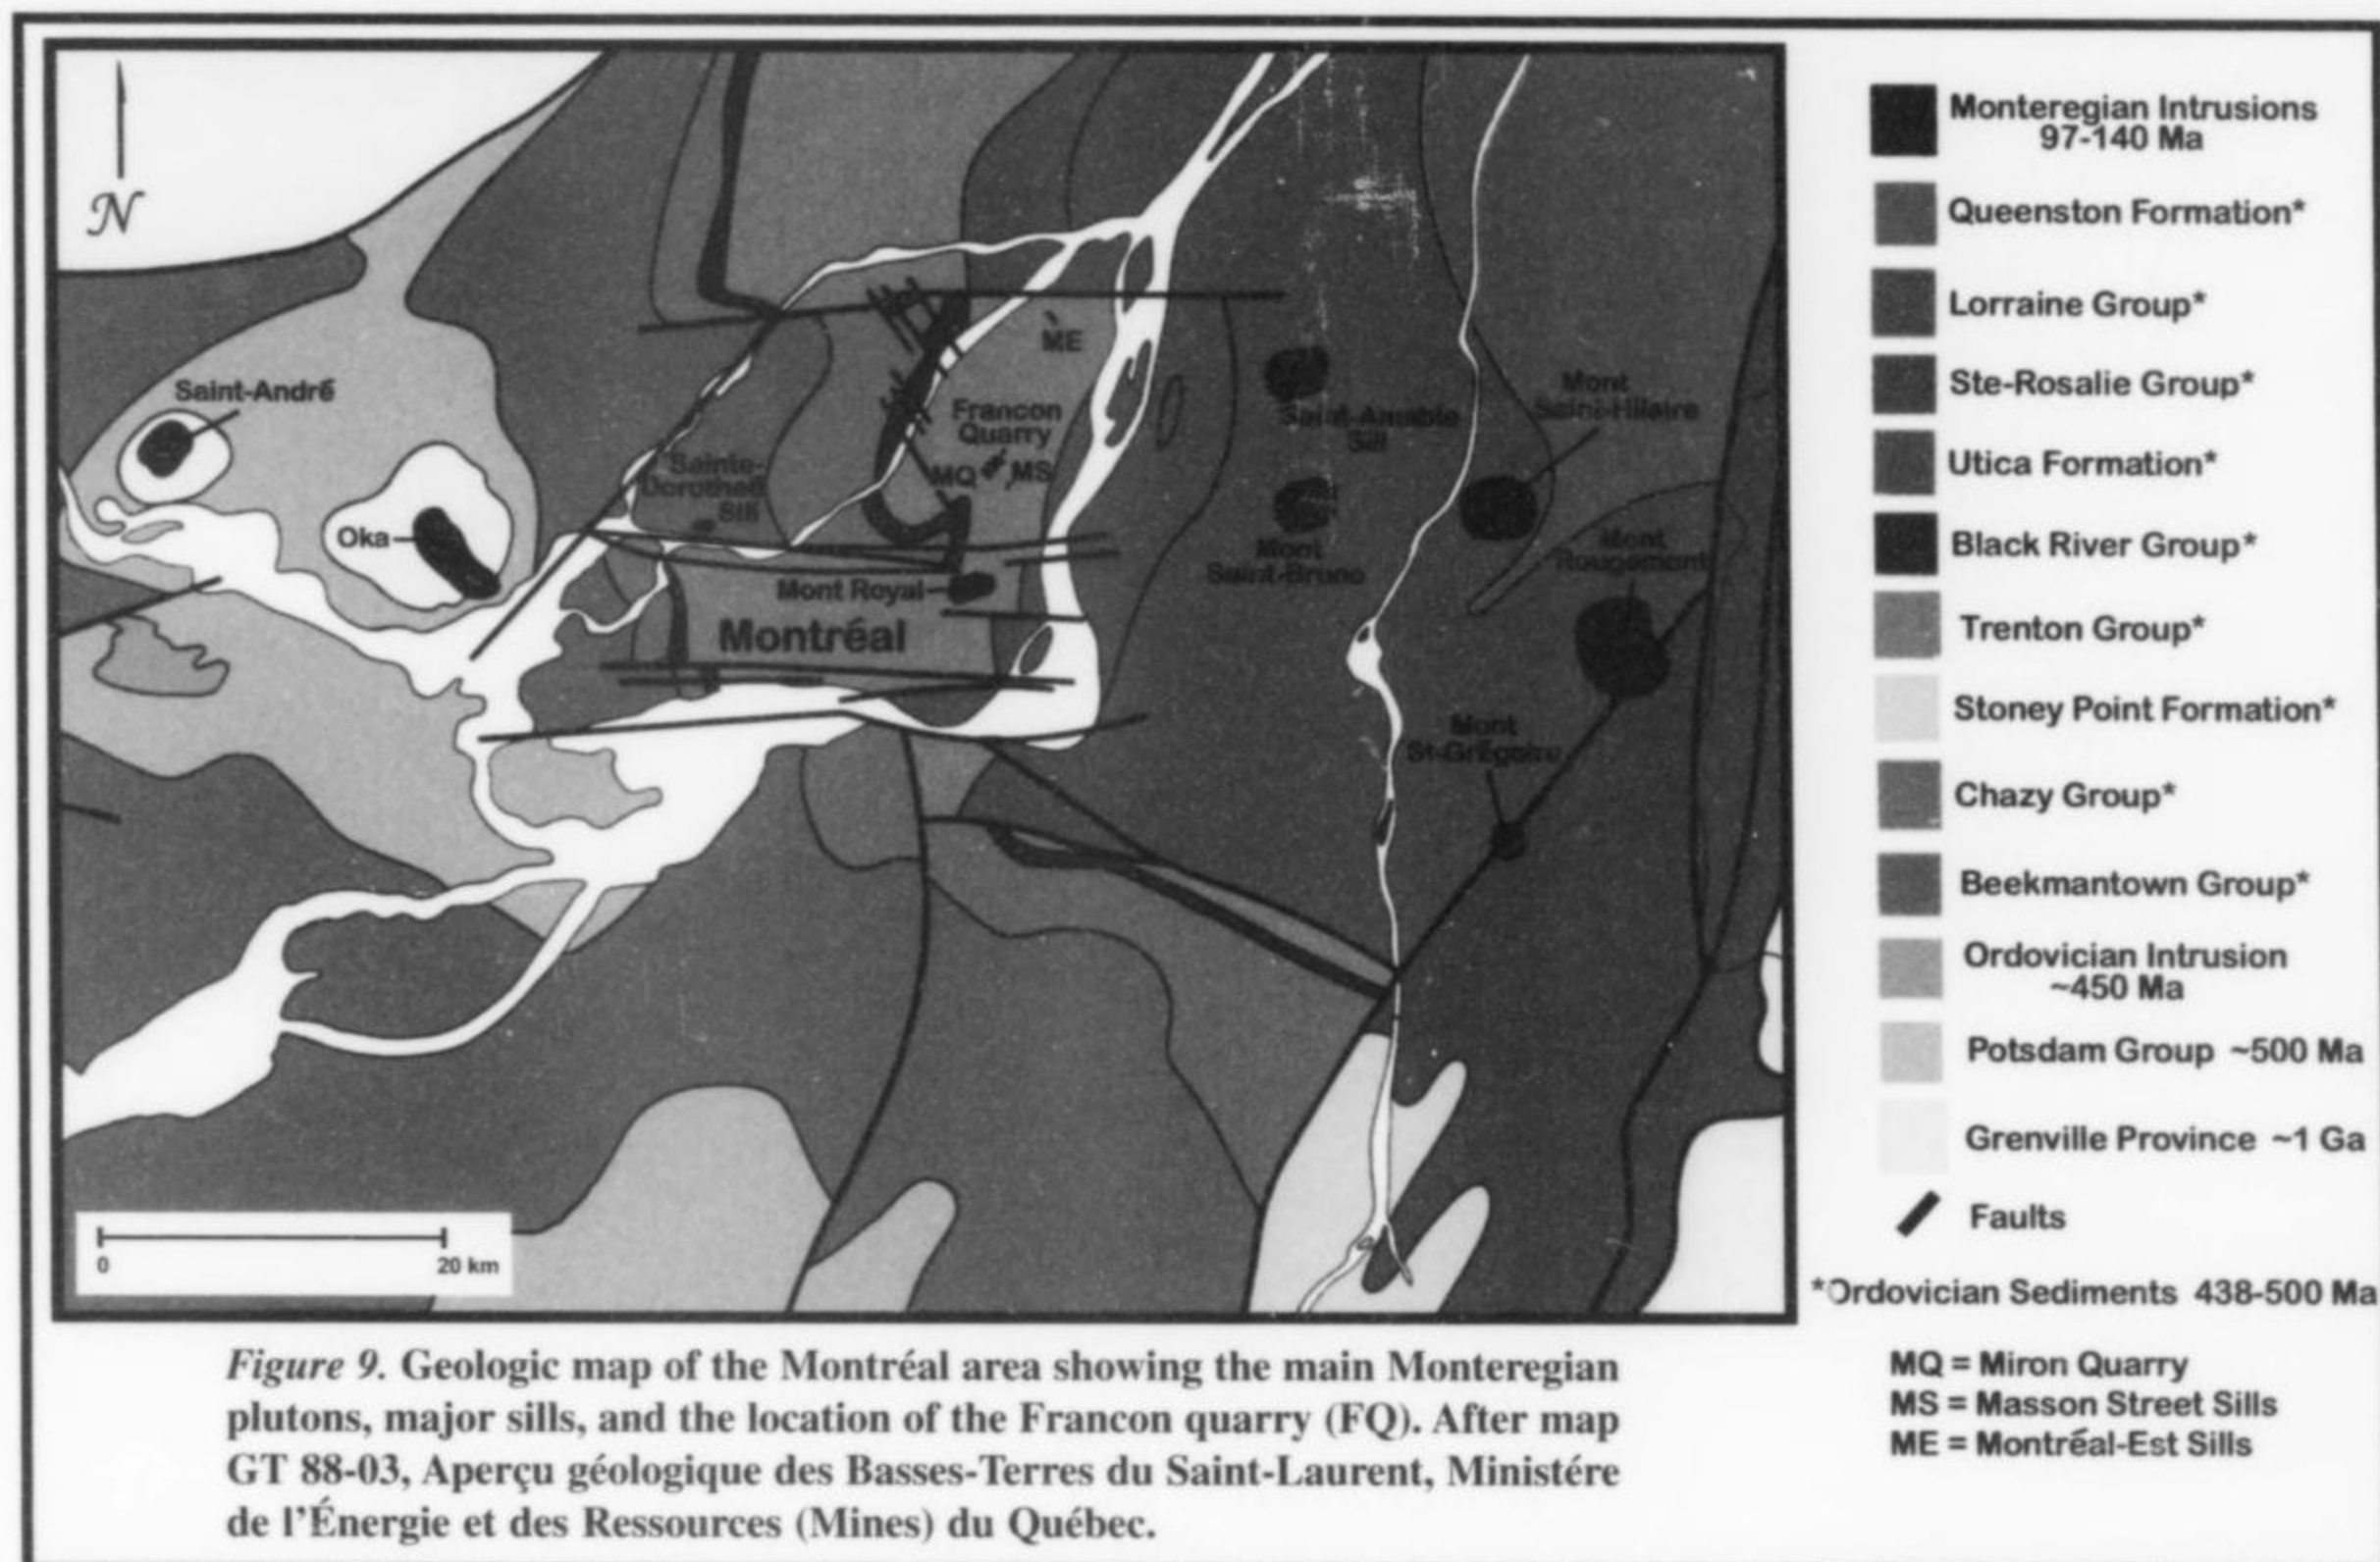 N
Saint-André
Oka
Sainte-
Dorothée
Sill
ME
Francon
Quarry
MQ
MS
Mont Royal
Montréal
Saint-Amable
Sill
Mont
Saint-Hilaire
Mont
Saint-Bruno
Mont
Rougemont
Mont
St-Grégoire
0
20 km
Monteregian Intrusions
97-140 Ma
Queenston Formation*
Lorraine Group*
Ste-Rosalie Group*
Utica Formation*
Black River Group*
Trenton Group*
Stoney Point Formation*
Chazy Group*
Beekmantown Group*
Ordovician Intrusion
~450 Ma
Potsdam Group ~500 Ma
Grenville Province ~1 Ga
Faults
*Ordovician Sediments 438-500 Ma
MQ = Miron Quarry
MS = Masson Street Sills
ME = Montréal-Est Sills
Figure 9. Geologic map of the Montréal area showing the main Monteregian
plutons, major sills, and the location of the Francon quarry (FQ). After map
GT 88-03, Aperçu géologique des Basses-Terres du Saint-Laurent, Ministére
de l'Énergie et des Ressources (Mines) du Québec.